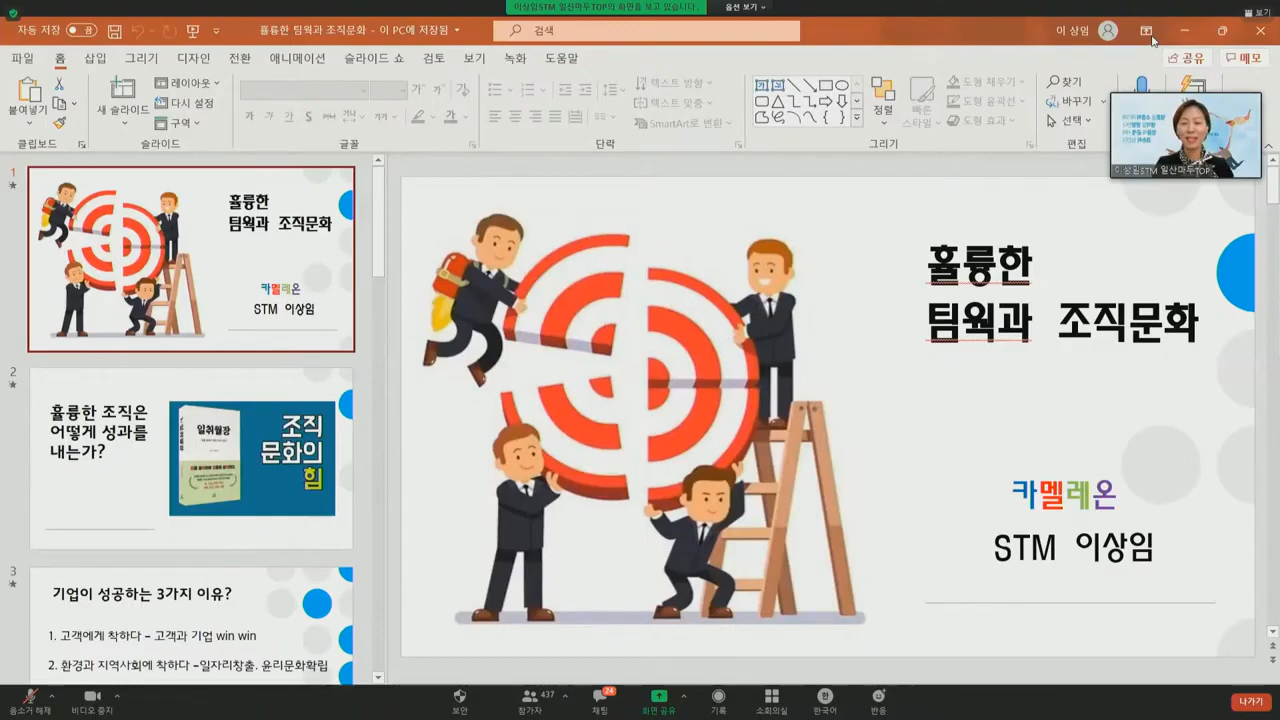 이상임STM 일산마두TOP의 화면을 보고 있습니다
옵션 보기
보기
자동 저장
끔
훌륭한 팀웍과 조직문화 - 이 PC에 저장됨
검색
이 상임
파일 홈 삽입 그리기 디자인 전환 애니메이션 슬라이드 쇼 검토 보기 녹화 도움말
공유 메모
붙여넣기
새 슬라이드
레이아웃
다시 설정
구역
가 가 가
텍스트 방향
텍스트 맞춤
SmartArt로 변환
정렬
빠른 스타일
도형 채우기
도형 윤곽선
도형 효과
찾기
바꾸기
선택
클립보드 슬라이드 글꼴 단락 그리기 편집
이상임STM 일산마두TOP
1
훌륭한
팀웍과 조직문화
카멜레온
STM 이상임
2
훌륭한 조직은
어떻게 성과를
내는가?
일취월장
조직
문화의
힘
3
기업이 성공하는 3가지 이유?
1. 고객에게 착하다 – 고객과 기업 win win
2. 환경과 지역사회에 착하다 –일자리창출. 윤리문화확립
훌륭한
팀웍과 조직문화
카멜레온
STM 이상임
음소거 해제
비디오 중지
보안
437
참가자
24
채팅
화면 공유
기록
소회의실
한국어
반응
나가기